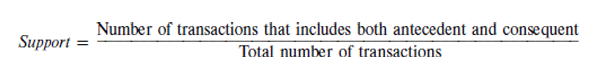 Number of transactions that includes both antecedent and consequent
Support =
Total number of transactions